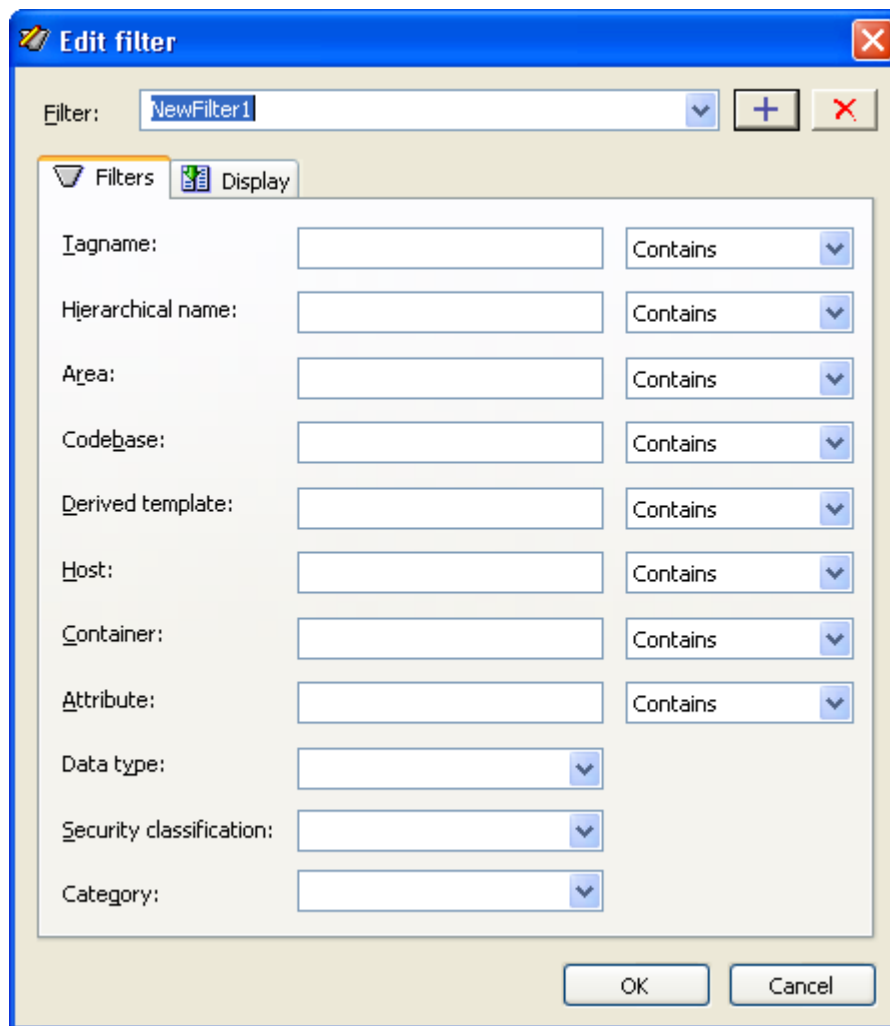 Edit filter
Filter: NewFilter1
Filters Display
Tagname: Contains
Hierarchical name: Contains
Area: Contains
Codebase: Contains
Derived template: Contains
Host: Contains
Container: Contains
Attribute: Contains
Data type:
Security classification:
Category:
OK Cancel